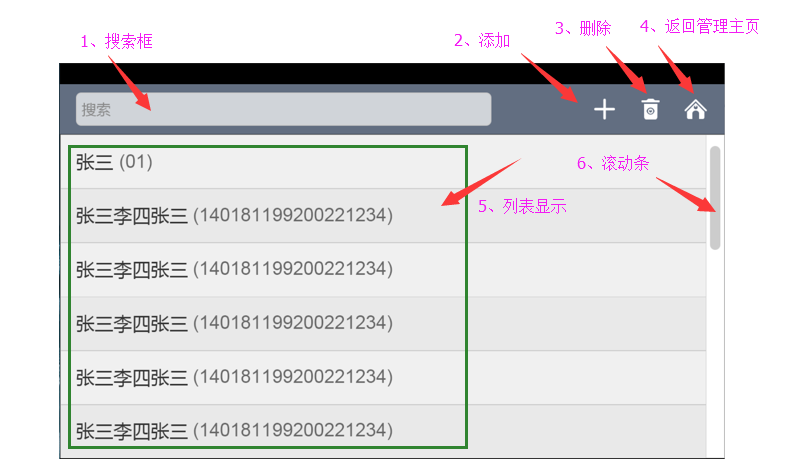 1、搜索框
2、添加
3、删除
4、返回管理主页
搜索
张三 (01)
6、滚动条
张三李四张三 (140181199200221234)
5、列表显示
张三李四张三 (140181199200221234)
张三李四张三 (140181199200221234)
张三李四张三 (140181199200221234)
张三李四张三 (140181199200221234)